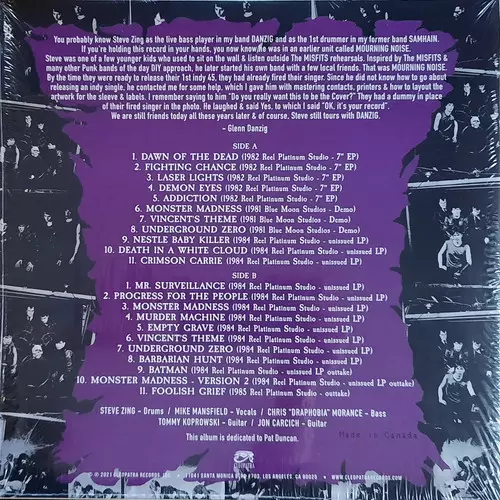 You probably know Steve Zing as the live bass player in my band DANZIG and as the 1st drummer in my former band SAMHAIN.
If you're holding this record in your hands, you now know he was in an earlier unit called MOURNING NOISE.
Steve was one of a few younger kids who used to sit on the wall & listen outside The MISFITS rehearsals. Inspired by The MISFITS &
many other Punk bands of the day DIY approach, he later started his own band with a few local friends. That was MOURNING NOISE.
By the time they were ready to release their 1st indy 45, they had already fired their singer. Since he did not know how to go about
releasing an indy single, he contacted me for some help, which I gave him with mastering contacts, printers & how to layout the
artwork for the sleeve & labels. I remember saying to him "Do you really want this to be the Cover?" They had a dummy in place
of their fired singer in the photo. He laughed & said Yes, to which I said "OK, it's your record".
We are still friends today all these years later & of course, Steve still tours with DANZIG.
~ Glenn Danzig
SIDE A
1. DAWN OF THE DEAD (1982 Reel Platinum Studio - 7" EP)
2. FIGHTING CHANCE (1982 Reel Platinum Studio - 7" EP)
3. LASER LIGHTS (1982 Reel Platinum Studio - 7" EP)
4. DEMON EYES (1982 Reel Platinum Studio - 7" EP)
5. ADDICTION (1982 Reel Platinum Studio - 7" EP)
6. MONSTER MADNESS (1981 Blue Moon Studios - Demo)
7. VINCENT'S THEME (1981 Blue Moon Studios - Demo)
8. UNDERGROUND ZERO (1981 Blue Moon Studios - Demo)
9. NESTLE BABY KILLER (1984 Reel Platinum Studio - unissued LP)
10. DEATH IN A WHITE CLOUD (1984 Reel Platinum Studio - unissued LP)
11. CRIMSON CARRIE (1984 Reel Platinum Studio - unissued LP)
SIDE B
1. MR. SURVEILLANCE (1984 Reel Platinum Studio - unissued LP)
2. PROGRESS FOR THE PEOPLE (1984 Reel Platinum Studio - unissued LP)
3. MONSTER MADNESS (1984 Reel Platinum Studio - unissued LP)
4. MURDER MACHINE (1984 Reel Platinum Studio - unissued LP)
5. EMPTY GRAVE (1984 Reel Platinum Studio - unissued LP)
6. VINCENT'S THEME (1984 Reel Platinum Studio - unissued LP)
7. UNDERGROUND ZERO (1984 Reel Platinum Studio - unissued LP)
8. BARBARIAN HUNT (1984 Reel Platinum Studio - unissued LP)
9. BATMAN (1984 Reel Platinum Studio - unissued LP outtake)
10. MONSTER MADNESS - VERSION 2 (1984 Reel Platinum Studio - unissued LP outtake)
11. FOOLISH GRIEF (1985 Reel Platinum Studio - outtake)
STEVE ZING - Drums / MIKE MANSFIELD - Vocals / CHRIS "DRAPHOBIA" MORANCE - Bass
TOMMY KOPROWSKI - Guitar / JON CARCICH - Guitar
Made in Canada
This album is dedicated to Pat Duncan.
CLEOPATRA
© 2021 CLEOPATRA RECORDS, INC. 11041 SANTA MONICA BLVD #703, LOS ANGELES, CA 90025 WWW.CLEOPATRARECORDS.COM